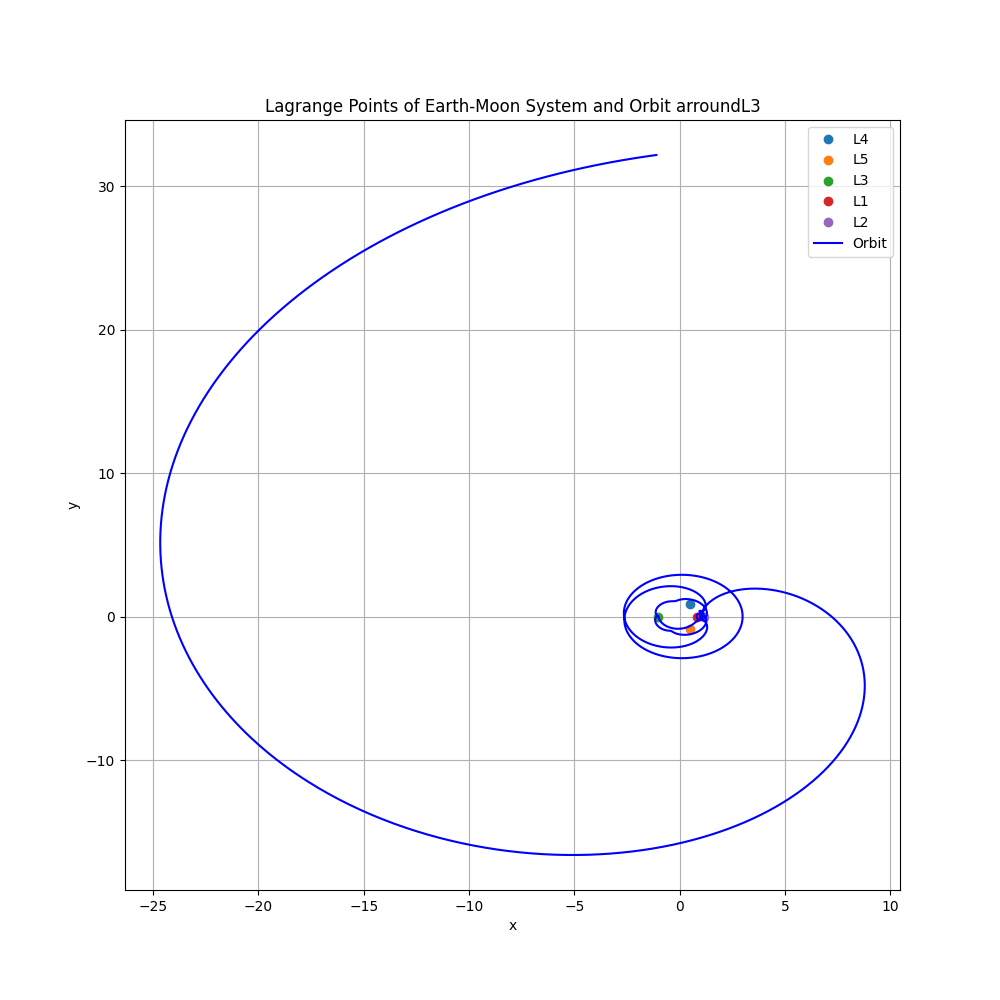 Lagrange Points of Earth-Moon System and Orbit arroundL3
L4
L5
L3
L1
L2
Orbit
30
20
10
0
−10
y
−25
−20
−15
−10
−5
0
5
10
x